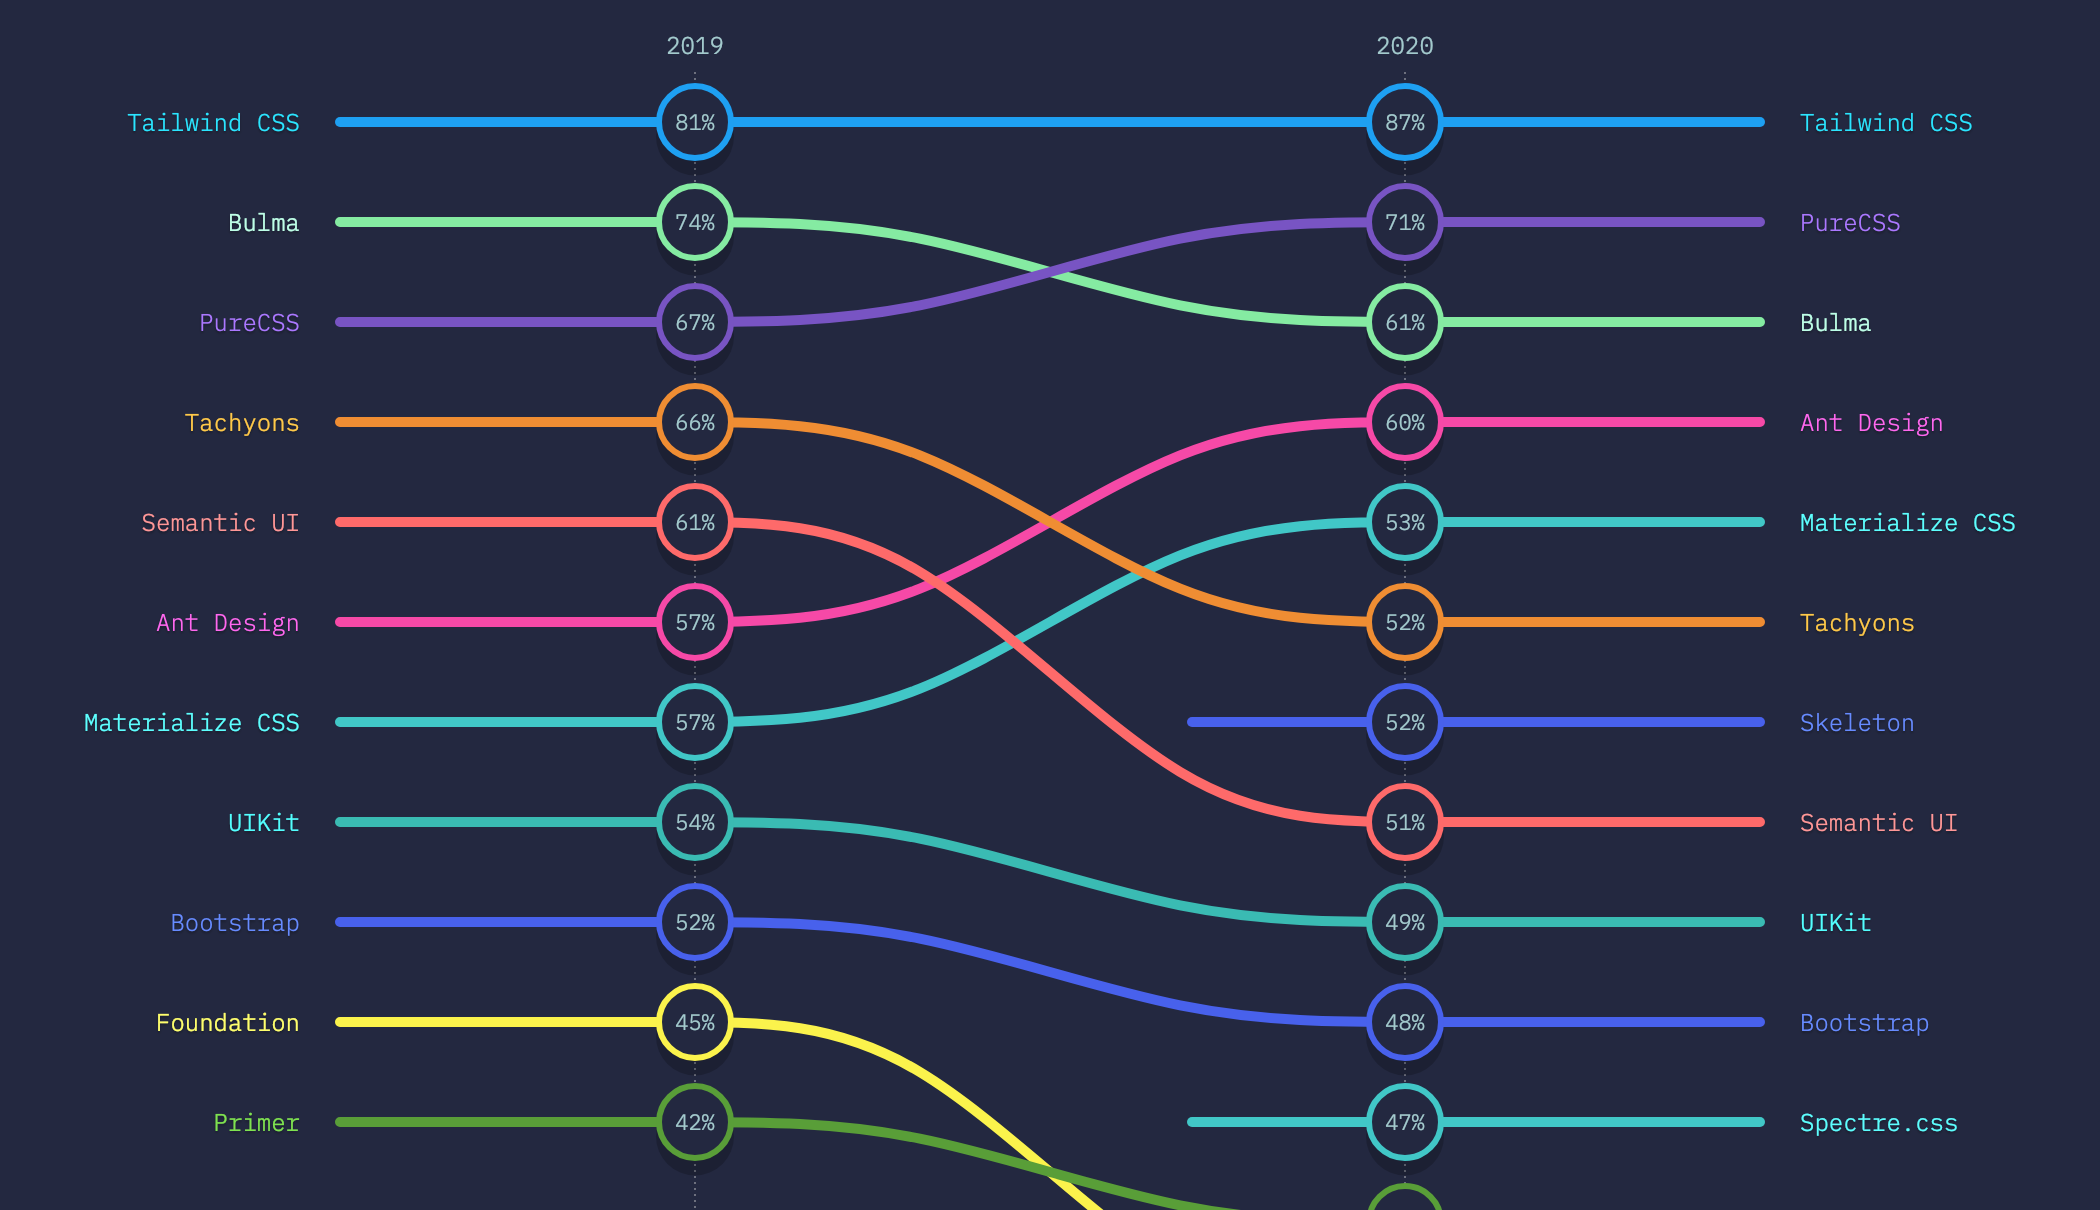 2019 2020
Tailwind CSS 81% 87% Tailwind CSS
Bulma 74% 71% PureCSS
PureCSS 67% 61% Bulma
Tachyons 66% 60% Ant Design
Semantic UI 61% 53% Materialize CSS
Ant Design 57% 52% Tachyons
Materialize CSS 57% 52% Skeleton
UIKit 54% 51% Semantic UI
Bootstrap 52% 49% UIKit
Foundation 45% 48% Bootstrap
Primer 42% 47% Spectre.css